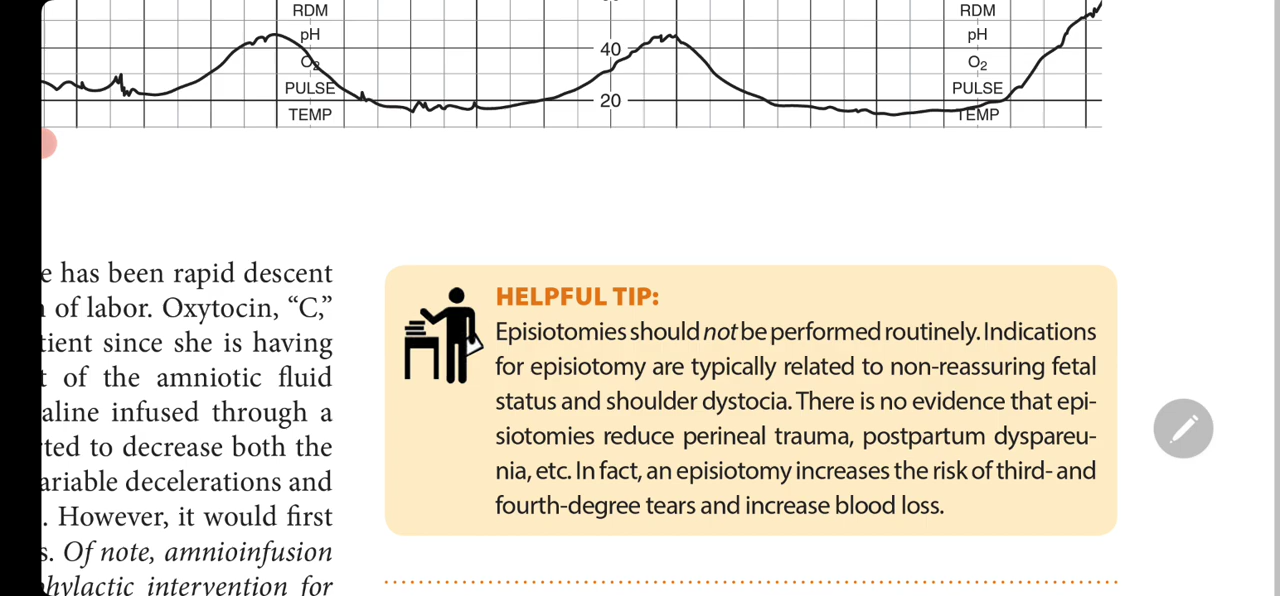 RDM
pH
O₂
PULSE
TEMP
40
20
RDM
pH
O₂
PULSE
TEMP
has been rapid descent
of labor. Oxytocin, “C,”
since she is having
of the amniotic fluid
infused through a
to decrease both the
decelerations and
. However, it would first
Of note, amnioinfusion
intervention for
HELPFUL TIP:
Episiotomies should not be performed routinely. Indications
for episiotomy are typically related to non-reassuring fetal
status and shoulder dystocia. There is no evidence that epi-
siotomies reduce perineal trauma, postpartum dyspareu-
nia, etc. In fact, an episiotomy increases the risk of third- and
fourth-degree tears and increase blood loss.